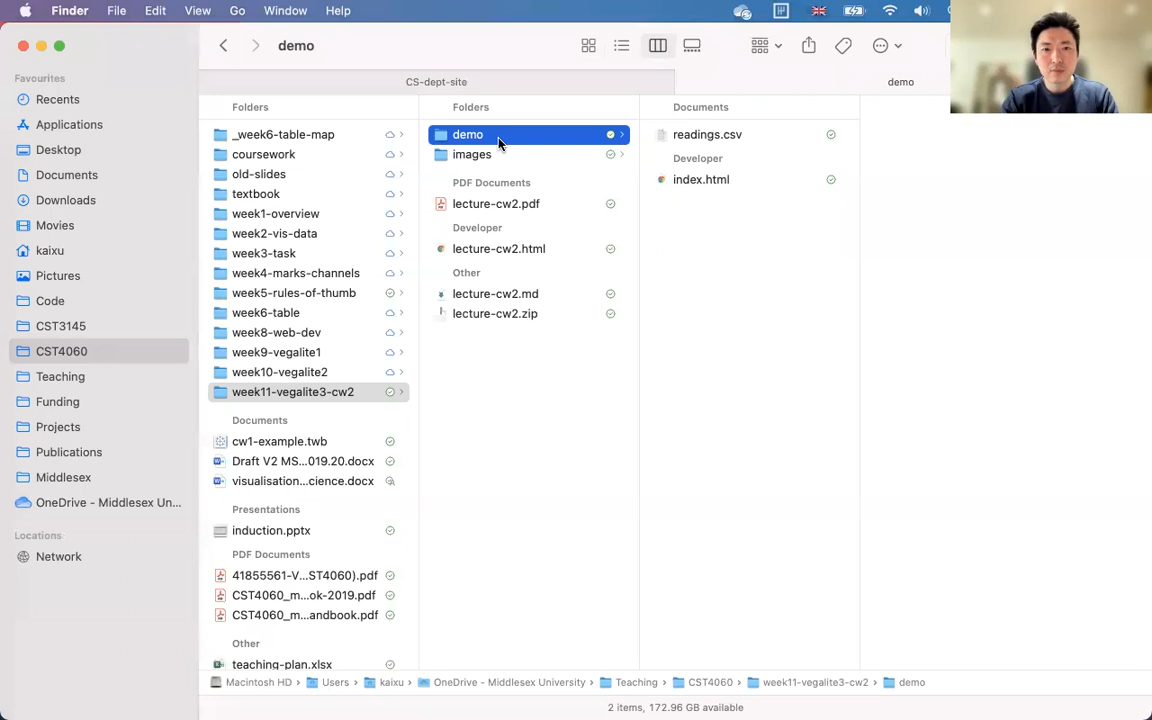 Finder File Edit View Go Window Help
demo
CS-dept-site
demo
Favourites
Recents
Applications
Desktop
Documents
Downloads
Movies
kaixu
Pictures
Code
CST3145
CST4060
Teaching
Funding
Projects
Publications
Middlesex
OneDrive - Middlesex Un...
Locations
Network
Folders
_week6-table-map
coursework
old-slides
textbook
week1-overview
week2-vis-data
week3-task
week4-marks-channels
week5-rules-of-thumb
week6-table
week8-web-dev
week9-vegalite1
week10-vegalite2
week11-vegalite3-cw2
Documents
cw1-example.twb
Draft V2 MS...019.20.docx
visualisation...cience.docx
Presentations
induction.pptx
PDF Documents
41855561-V...ST4060).pdf
CST4060_m...ok-2019.pdf
CST4060_m...andbook.pdf
Other
teaching-plan.xlsx
Folders
demo
images
PDF Documents
lecture-cw2.pdf
Developer
lecture-cw2.html
Other
lecture-cw2.md
lecture-cw2.zip
Documents
readings.csv
Developer
index.html
Macintosh HD Users kaixu OneDrive - Middlesex University Teaching CST4060 week11-vegalite3-cw2 demo
2 items, 172.96 GB available